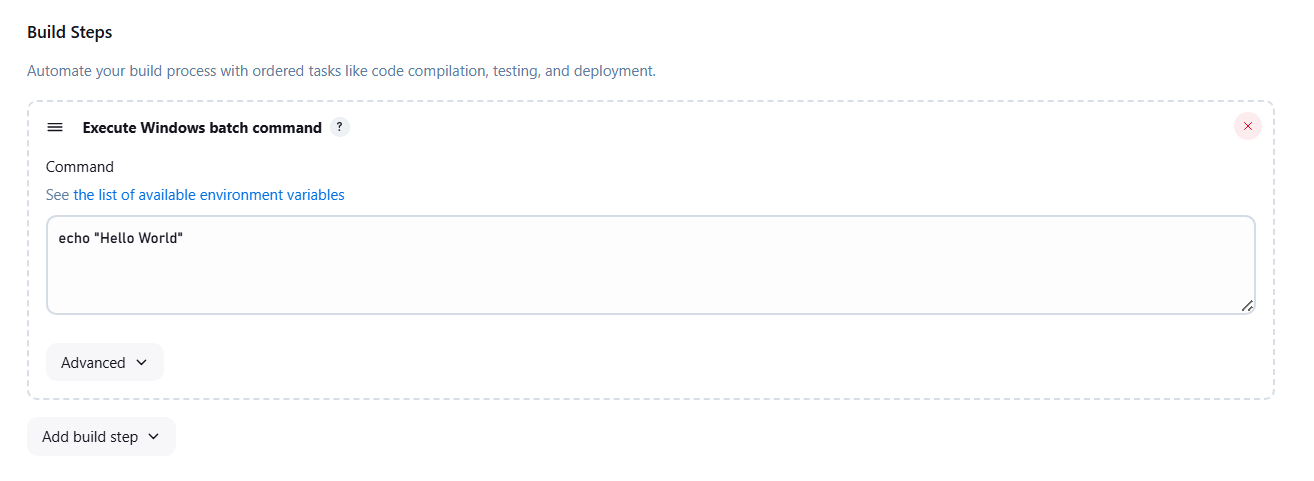 Build Steps
Automate your build process with ordered tasks like code compilation, testing, and deployment.
Execute Windows batch command ?
Command
See the list of available environment variables
echo "Hello World"
Advanced
Add build step